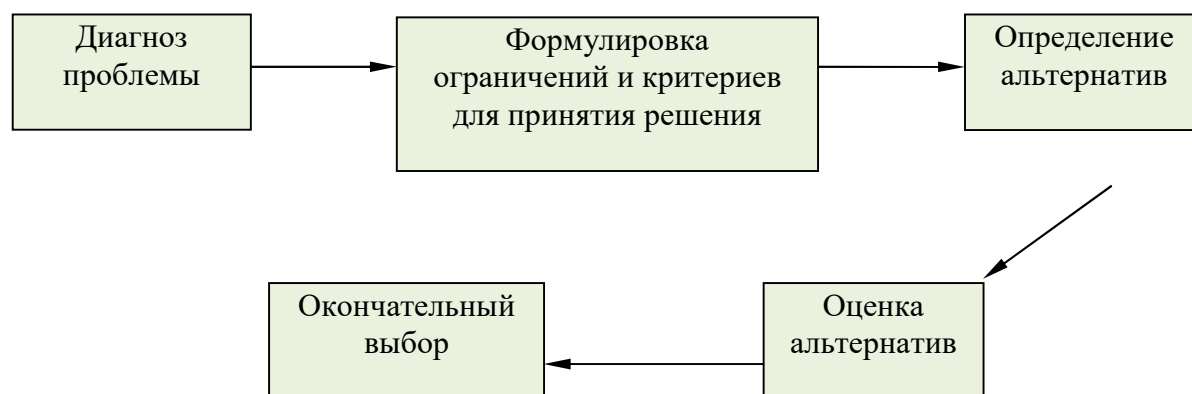 Диагноз
проблемы
Формулировка
ограничений и критериев
для принятия решения
Определение
альтернатив
Оценка
альтернатив
Окончательный
выбор